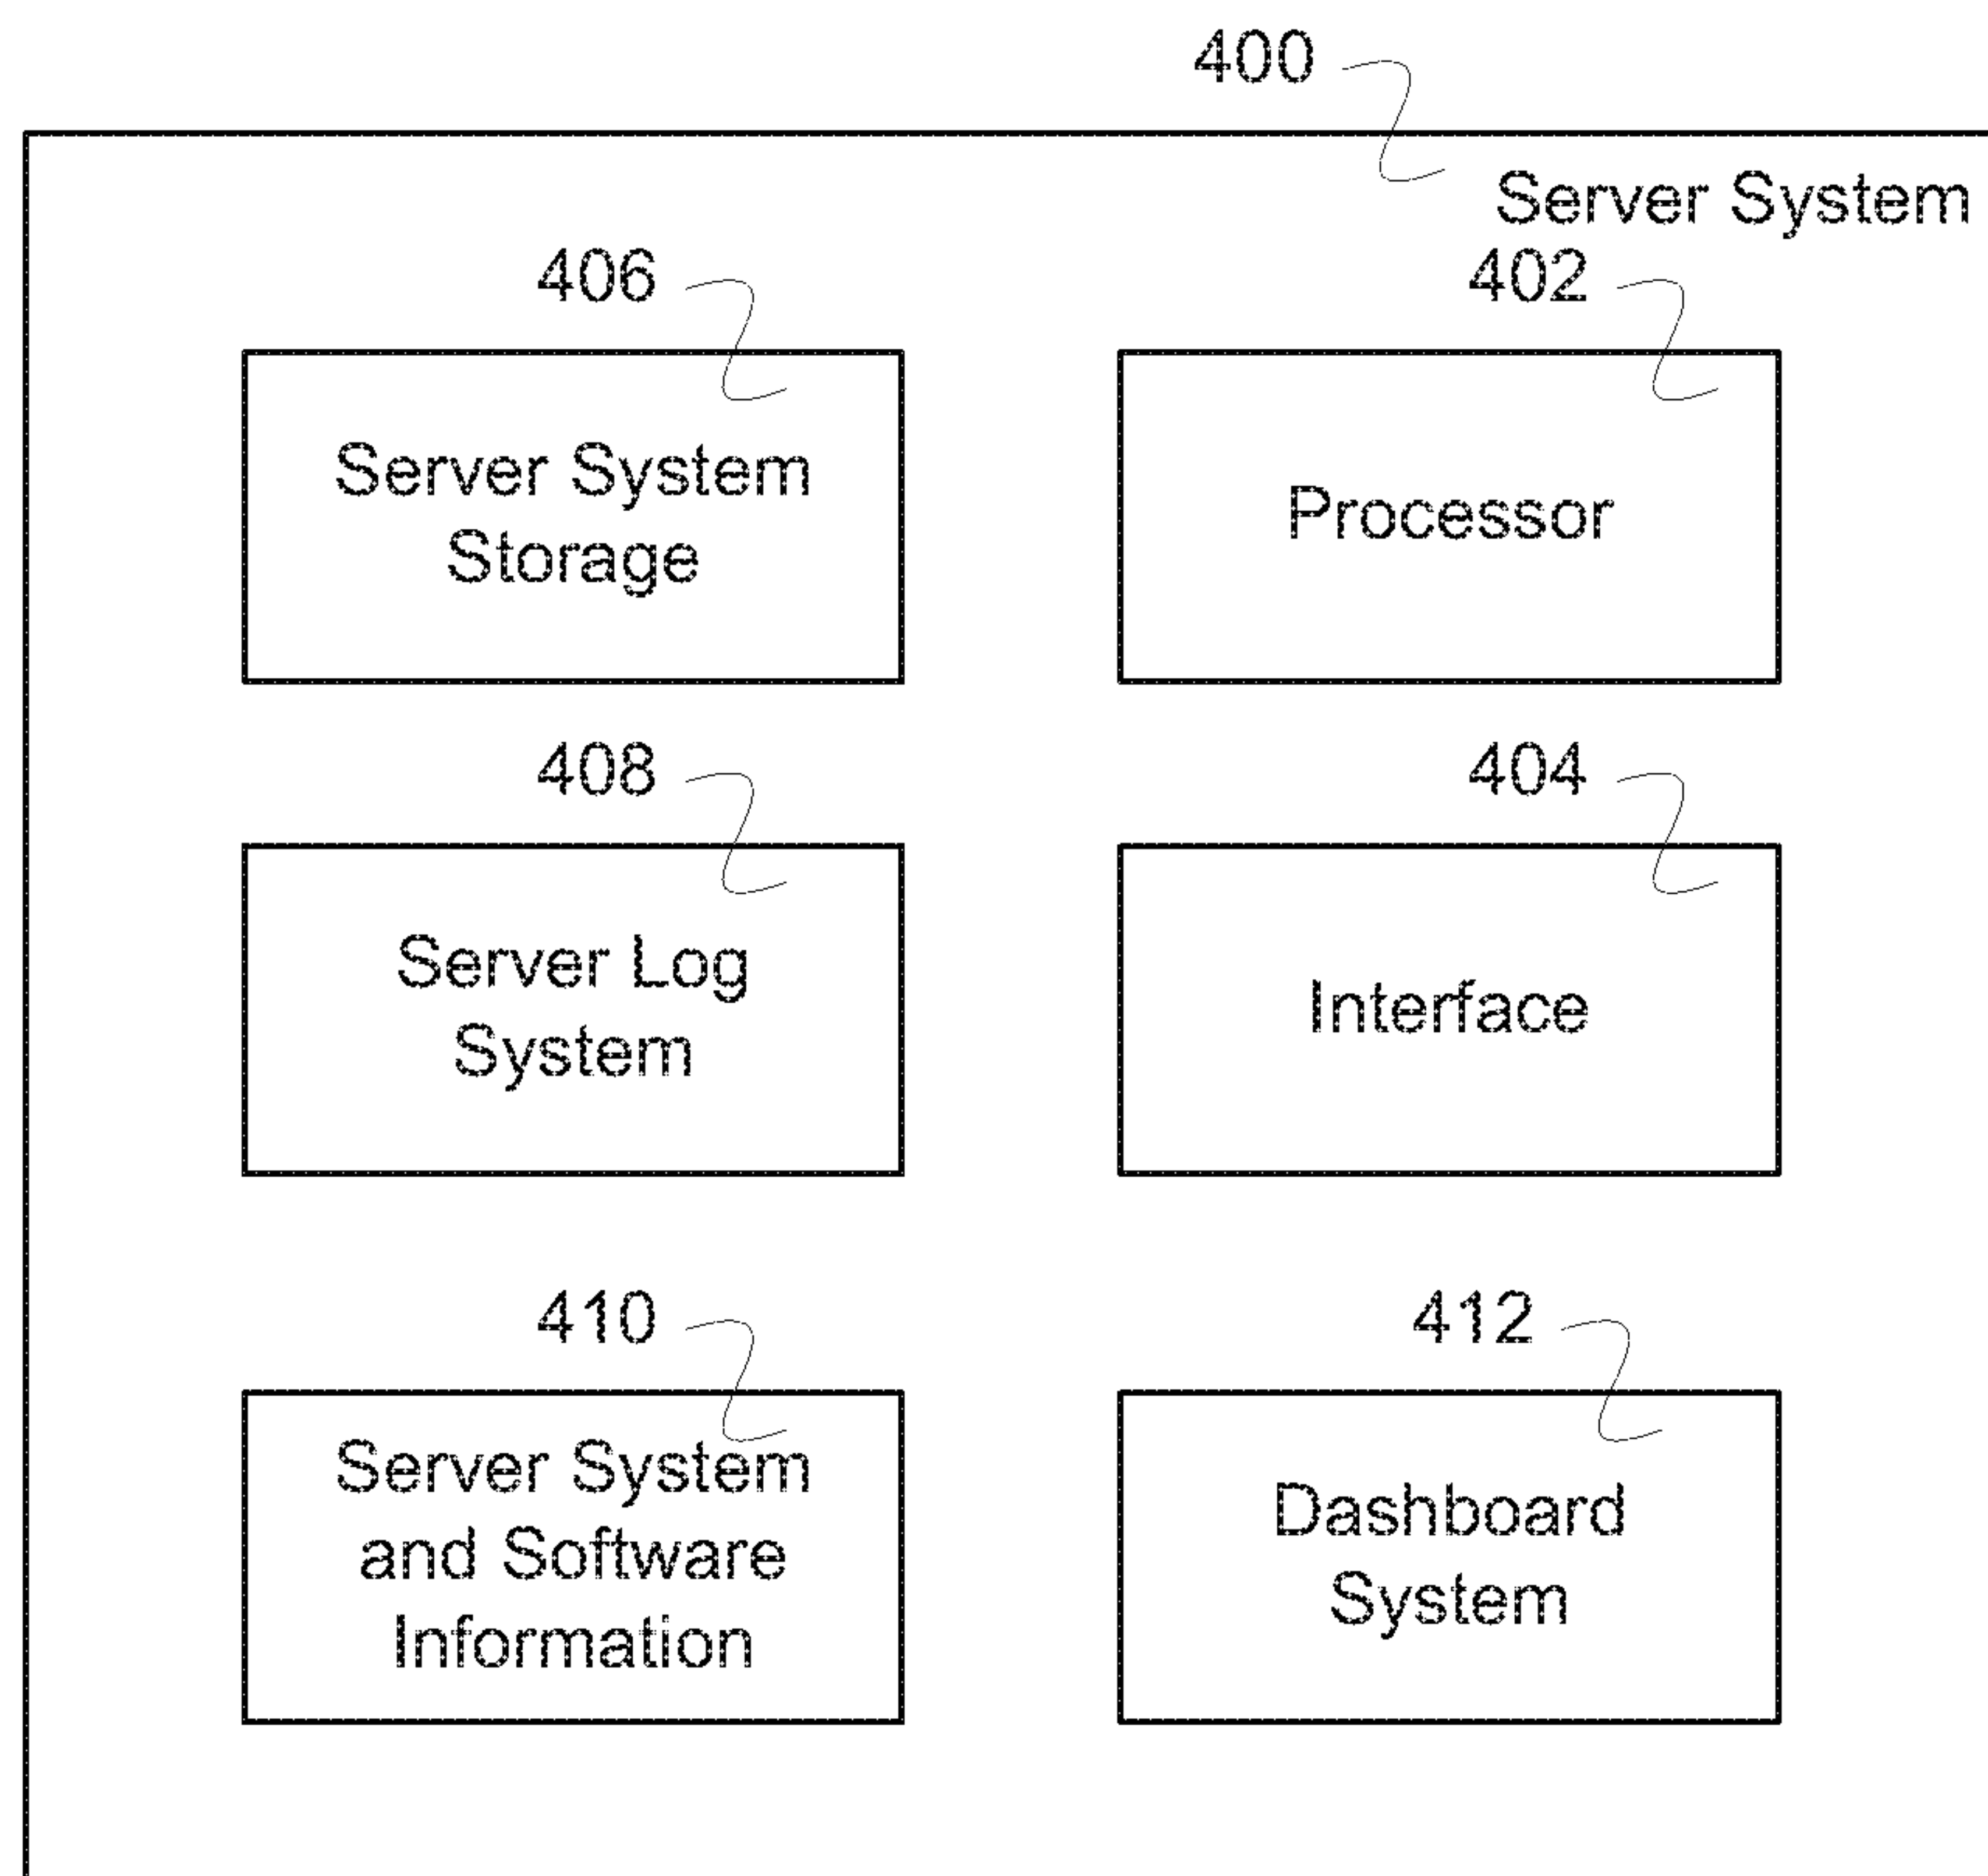 400
Server System
406
402
Server System
Storage
Processor
408
404
Server Log
System
Interface
410
412
Server System
and Software
Information
Dashboard
System